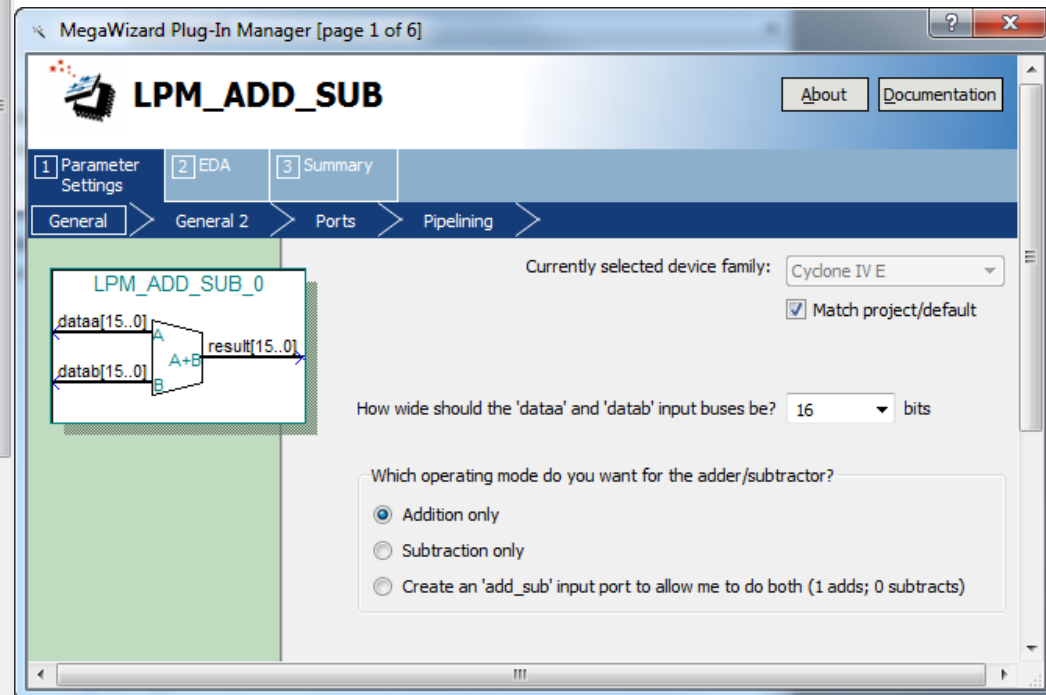 MegaWizard Plug-In Manager [page 1 of 6]
LPM_ADD_SUB
About
Documentation
1 Parameter Settings
2 EDA
3 Summary
General
General 2
Ports
Pipelining
Currently selected device family:
Cyclone IV E
Match project/default
LPM_ADD_SUB_0
dataa[15..0]
A
A+B
result[15..0]
datab[15..0]
B
How wide should the 'dataa' and 'datab' input buses be? 16 bits
Which operating mode do you want for the adder/subtractor?
Addition only
Subtraction only
Create an 'add_sub' input port to allow me to do both (1 adds; 0 subtracts)